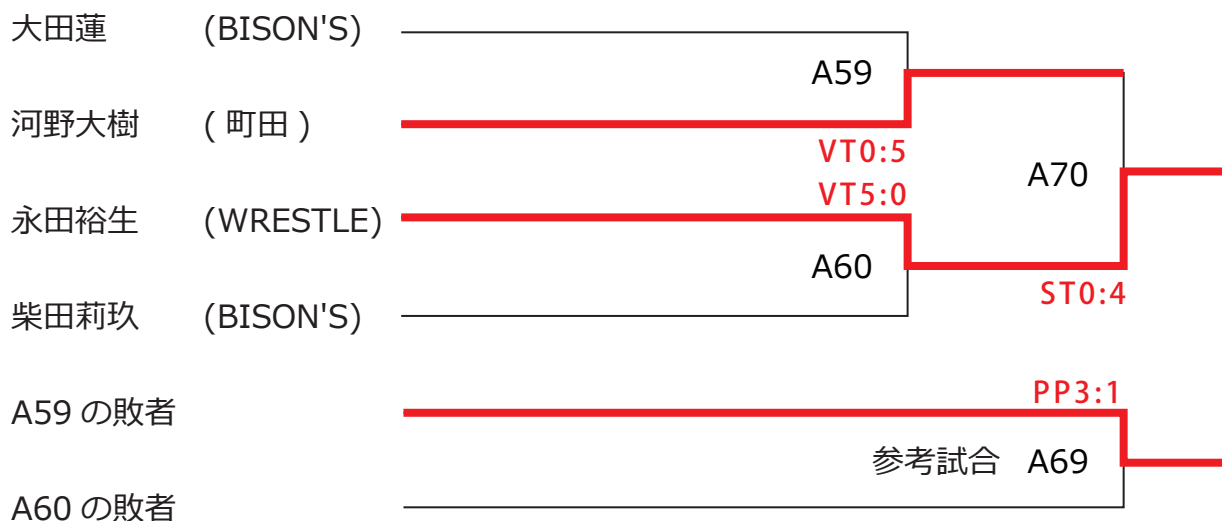 大田蓮 (BISON'S)
A59
河野大樹 ( 町田 )
VT0:5
A70
VT5:0
永田裕生 (WRESTLE)
A60
ST0:4
柴田莉玖 (BISON'S)
PP3:1
A59 の敗者
参考試合 A69
A60 の敗者